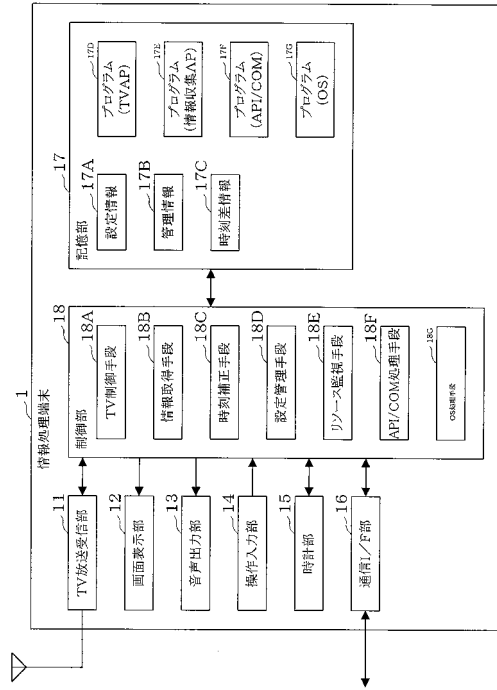 1
情報処理端末
11
TV放送受信部
12
画面表示部
13
音声出力部
14
操作入力部
15
時計部
16
通信I/F部
18
制御部
18A
TV制御手段
18B
情報取得手段
18C
時刻補正手段
18D
設定管理手段
18E
リソース監視手段
18F
API/COM処理手段
18G
OS処理手段
17
記憶部
17A
設定情報
17B
管理情報
17C
時刻差情報
17D
プログラム
(TVAP)
17E
プログラム
(情報収集AP)
17F
プログラム
(API/COM)
17G
プログラム
(OS)